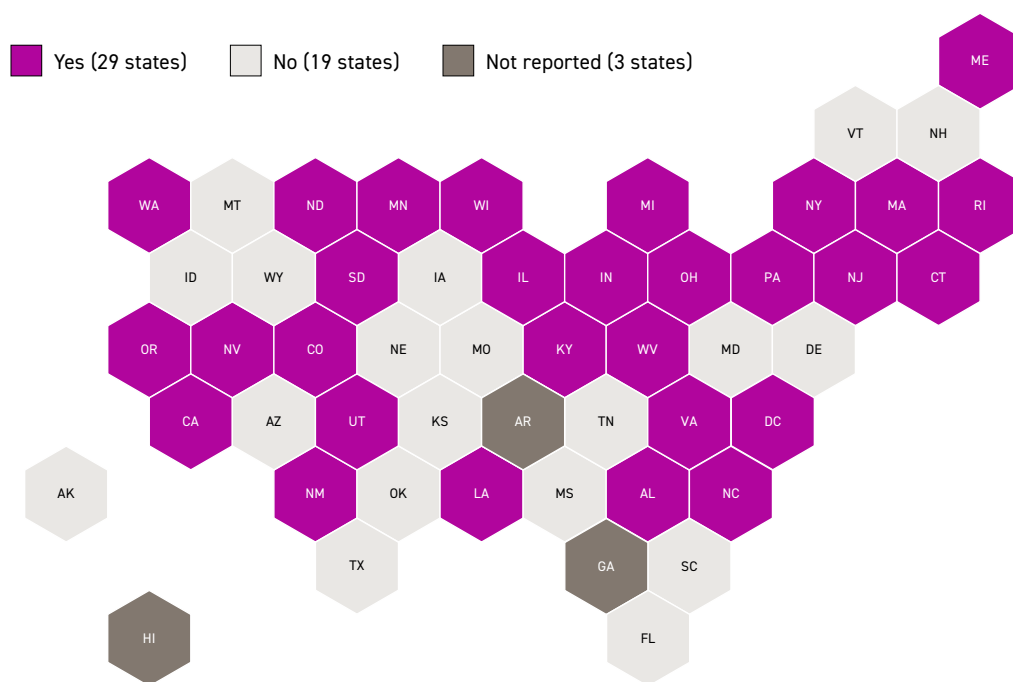 Yes (29 states) No (19 states) Not reported (3 states)
ME
VT NH
WA MT ND MN WI MI NY MA RI
ID WY SD IA IL IN OH PA NJ CT
OR NV CO NE MO KY WV MD DE
CA AZ UT KS AR TN VA DC
AK NM OK LA MS AL NC
TX GA SC
HI FL